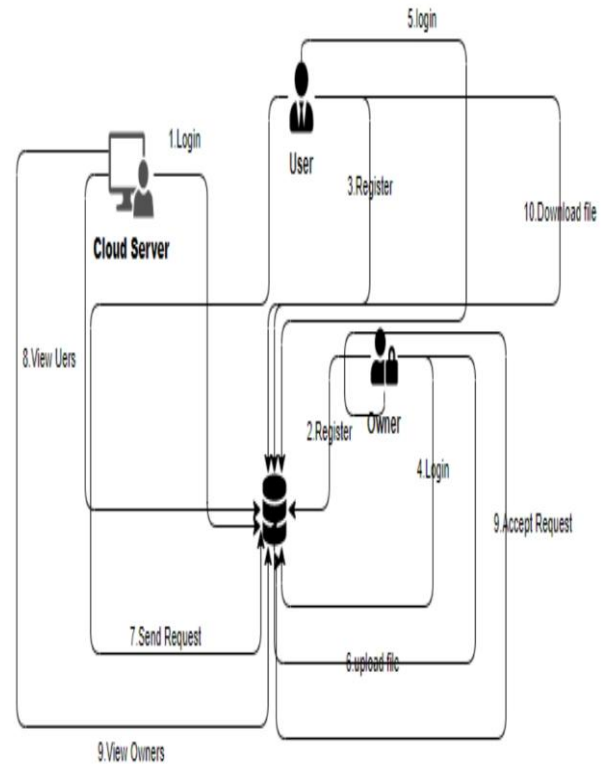 5.login
1.Login
User
3.Register
10.Download file
Cloud Server
8.View Uers
2.Register
Owner
4.Login
9.Accept Request
7.Send Request
6.upload file
9.View Owners